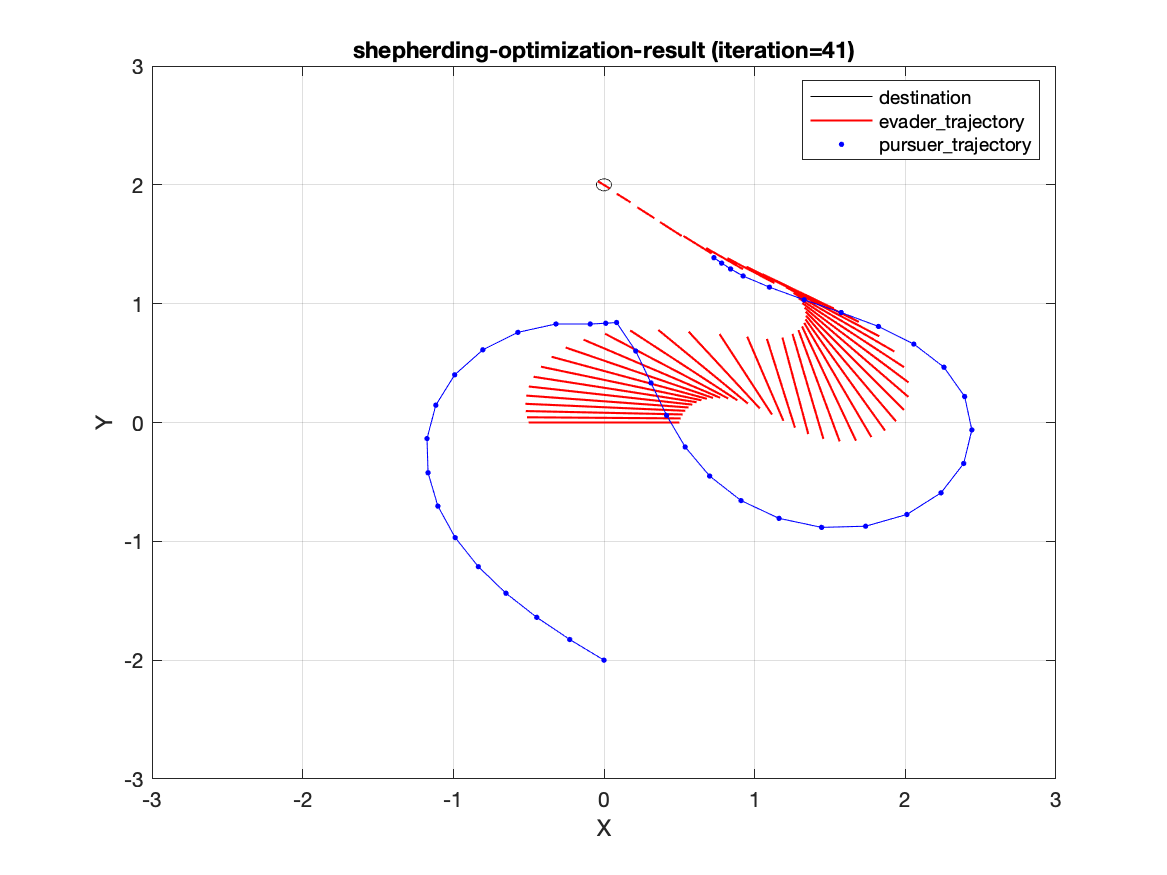 shepherding-optimization-result (iteration=41)
3
destination
evader_trajectory
pursuer_trajectory
2
1
0
-1
-2
-3
Y
-3 -2 -1 0 1 2 3
X